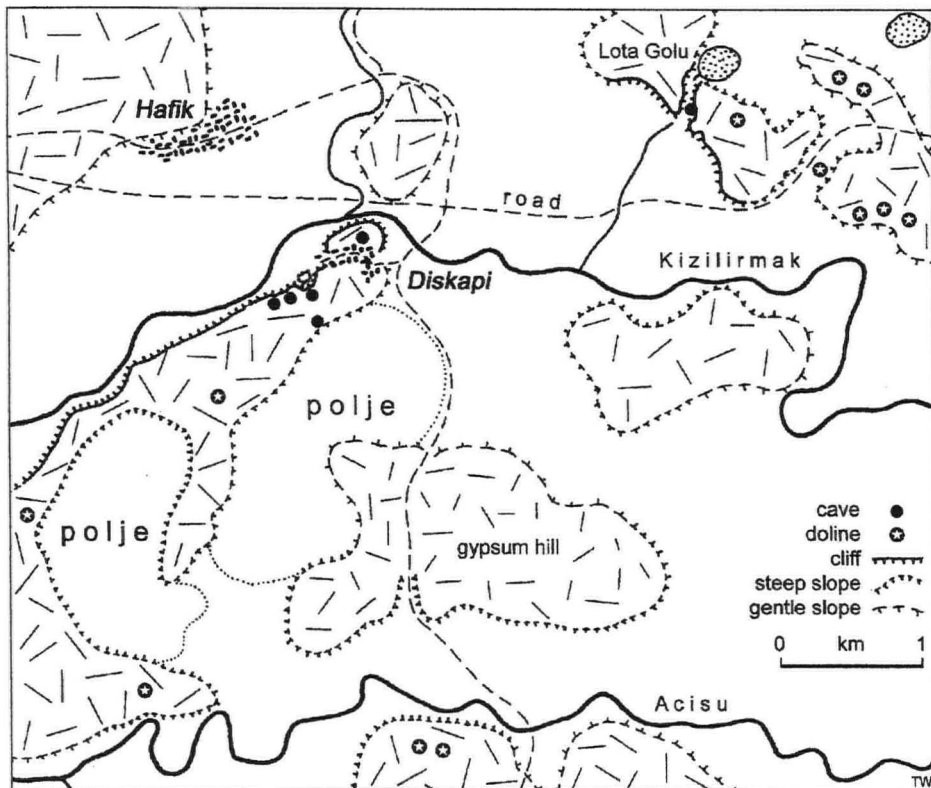 Lota Golu
Hafik
road
Kizilirmak
Diskapi
polje
polje
gypsum hill
cave
doline
cliff
steep slope
gentle slope
0 km 1
Acisu
TW